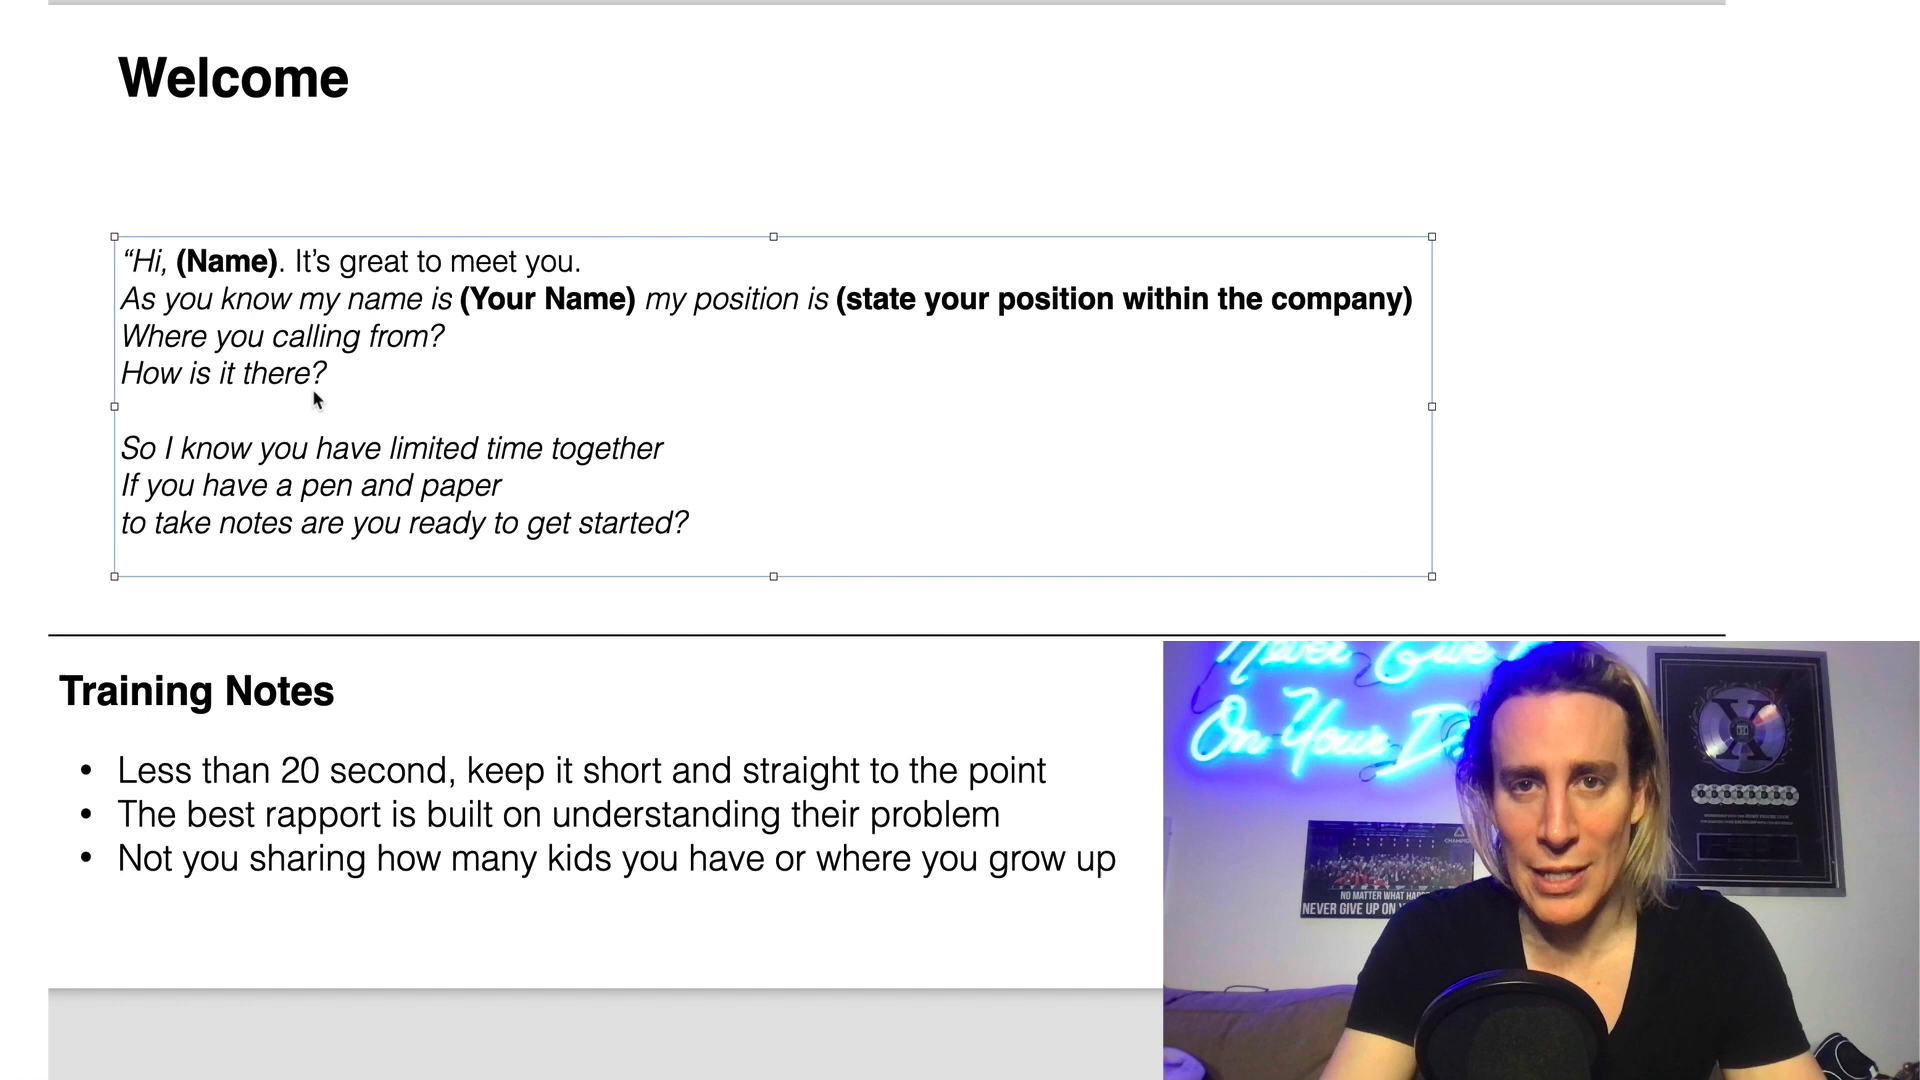 Welcome
“Hi, (Name). It’s great to meet you.
As you know my name is (Your Name) my position is (state your position within the company)
Where you calling from?
How is it there?
So I know you have limited time together
If you have a pen and paper
to take notes are you ready to get started?
Training Notes
• Less than 20 second, keep it short and straight to the point
• The best rapport is built on understanding their problem
• Not you sharing how many kids you have or where you grow up
Never Give
On Your D
NO MATTER WHAT HAP
NEVER GIVE UP ON
X